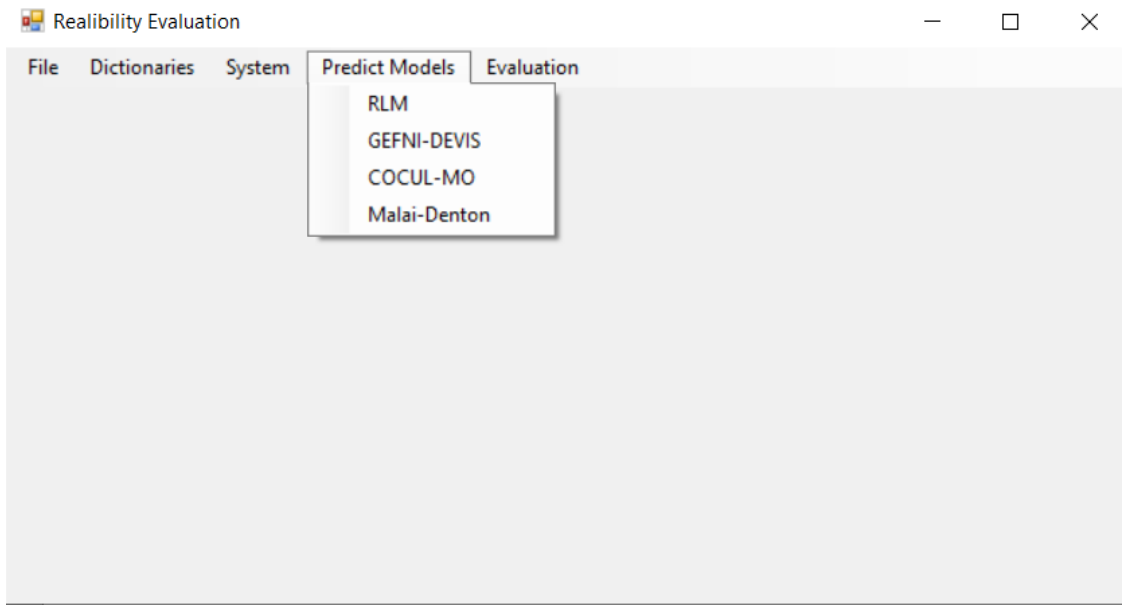 Realibility Evaluation
File Dictionaries System Predict Models Evaluation
RLM
GEFNI-DEVIS
COCUL-MO
Malai-Denton